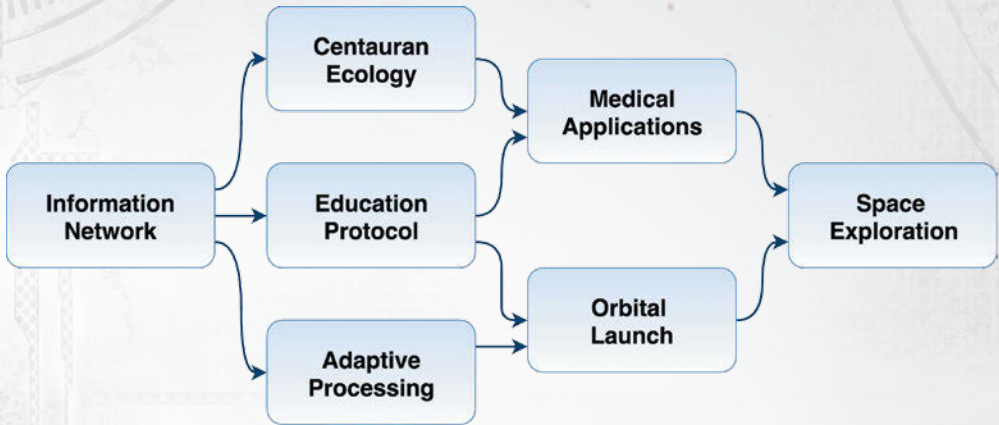 Centauran
Ecology
Medical
Applications
Information
Network
Education
Protocol
Space
Exploration
Orbital
Launch
Adaptive
Processing